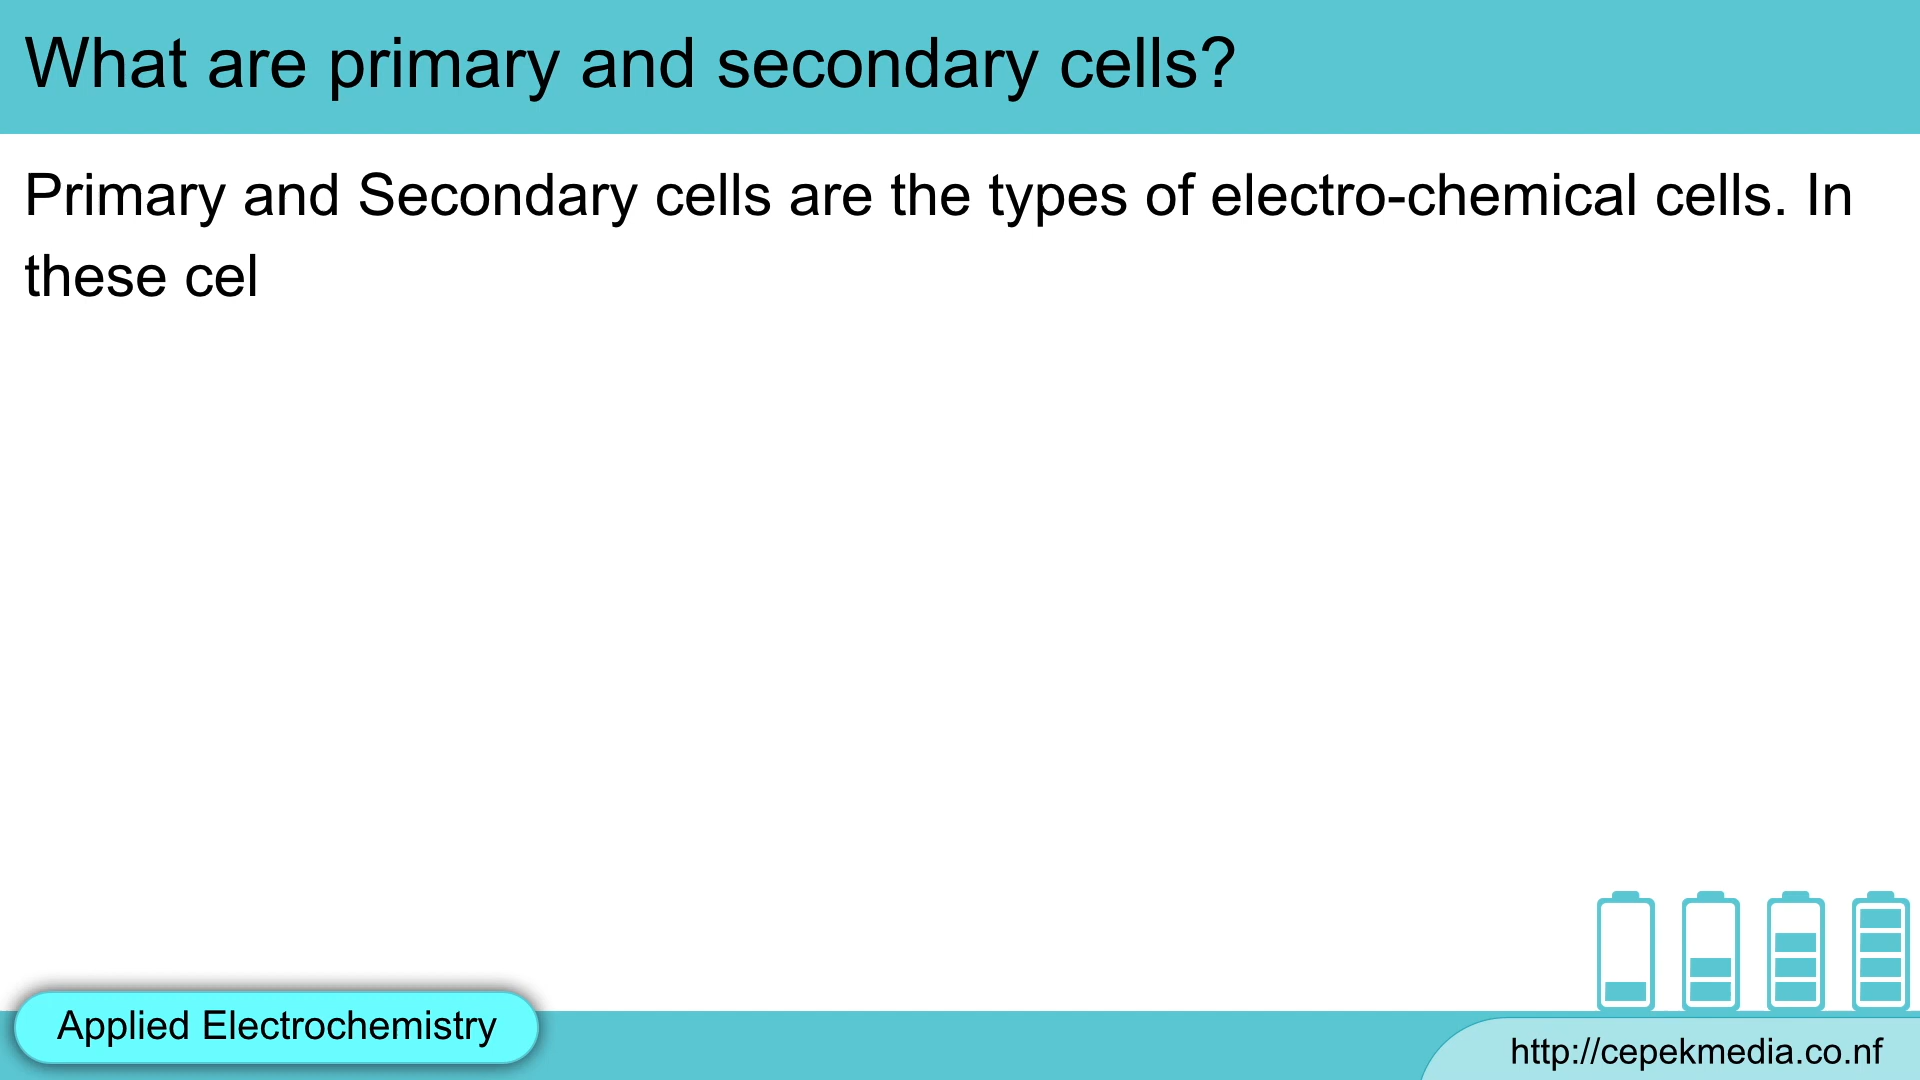 What are primary and secondary cells?
Primary and Secondary cells are the types of electro-chemical cells. In
these cel
Applied Electrochemistry
http://cepekmedia.co.nf